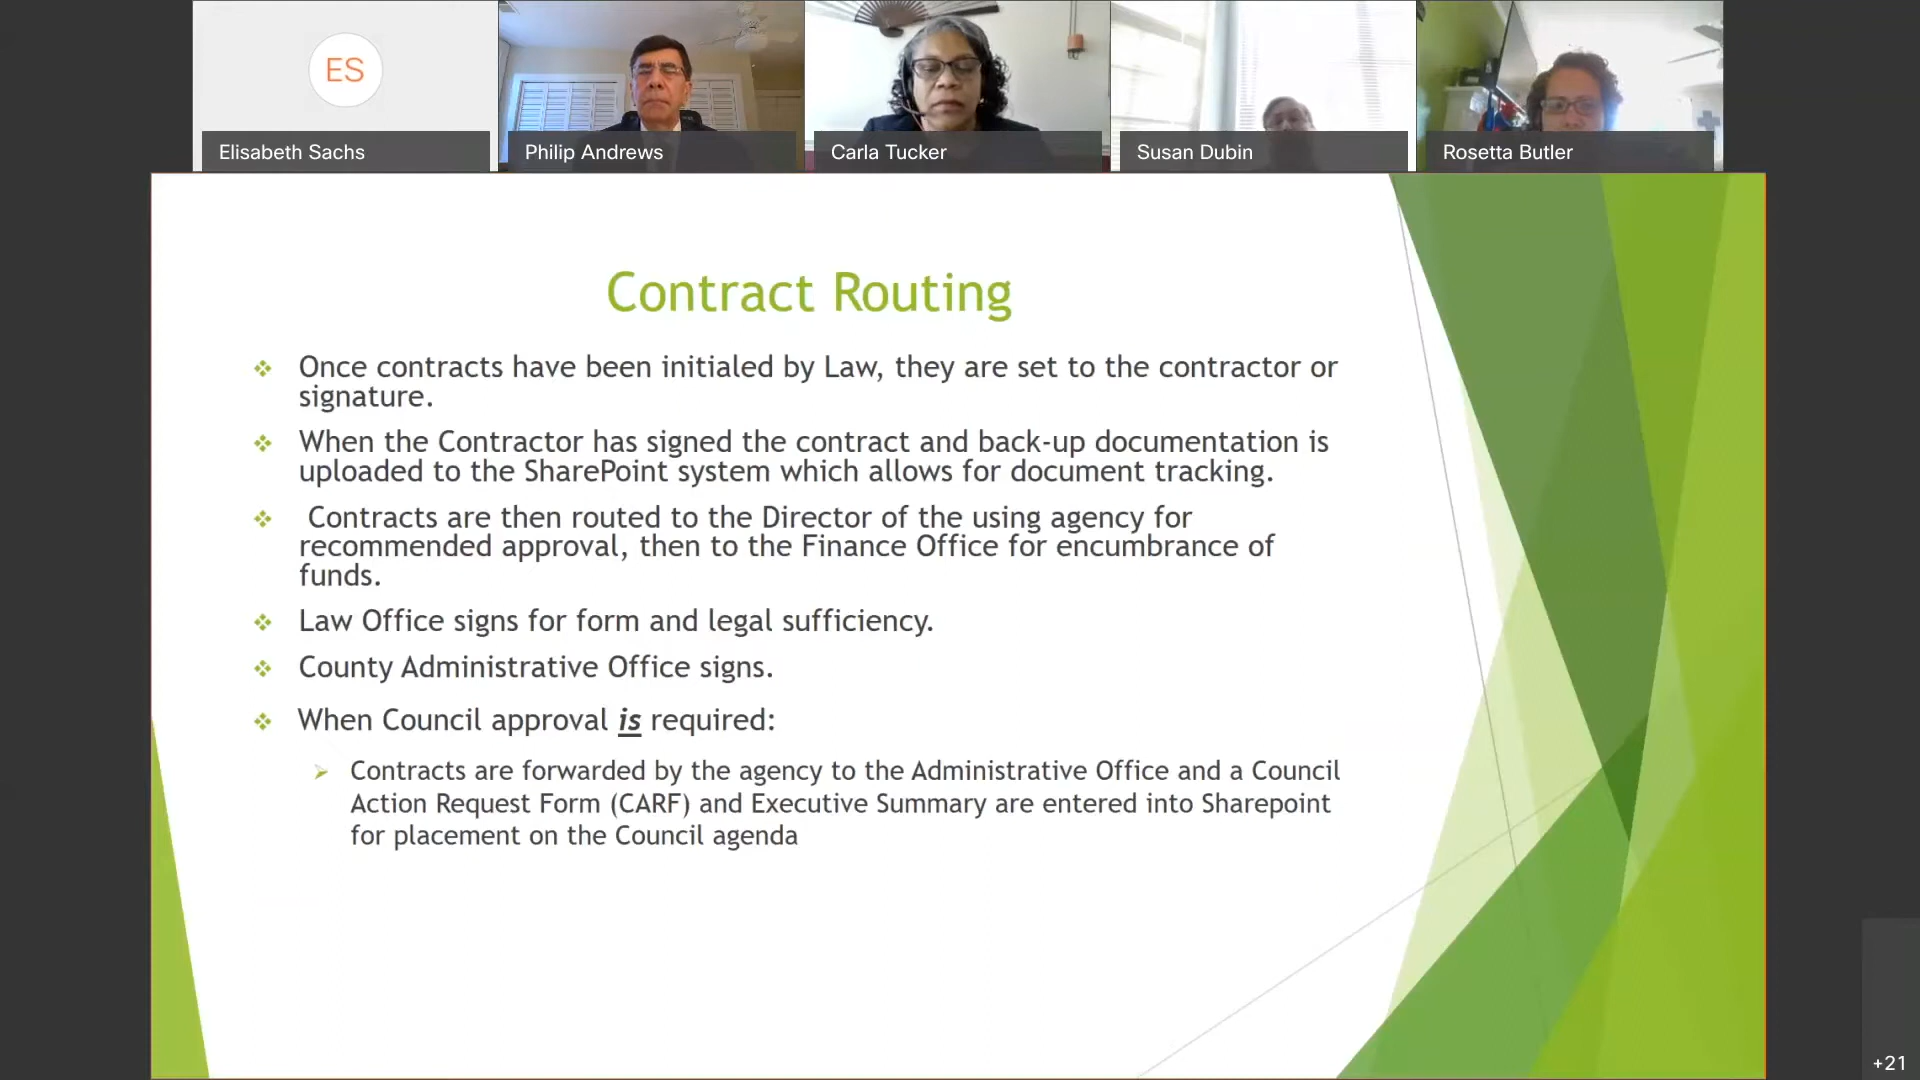 ES
Elisabeth Sachs
Philip Andrews
Carla Tucker
Susan Dubin
Rosetta Butler
Contract Routing
Once contracts have been initialed by Law, they are set to the contractor or
signature.
When the Contractor has signed the contract and back-up documentation is
uploaded to the SharePoint system which allows for document tracking.
Contracts are then routed to the Director of the using agency for
recommended approval, then to the Finance Office for encumbrance of
funds.
Law Office signs for form and legal sufficiency.
County Administrative Office signs.
When Council approval is required:
Contracts are forwarded by the agency to the Administrative Office and a Council
Action Request Form (CARF) and Executive Summary are entered into Sharepoint
for placement on the Council agenda
+21